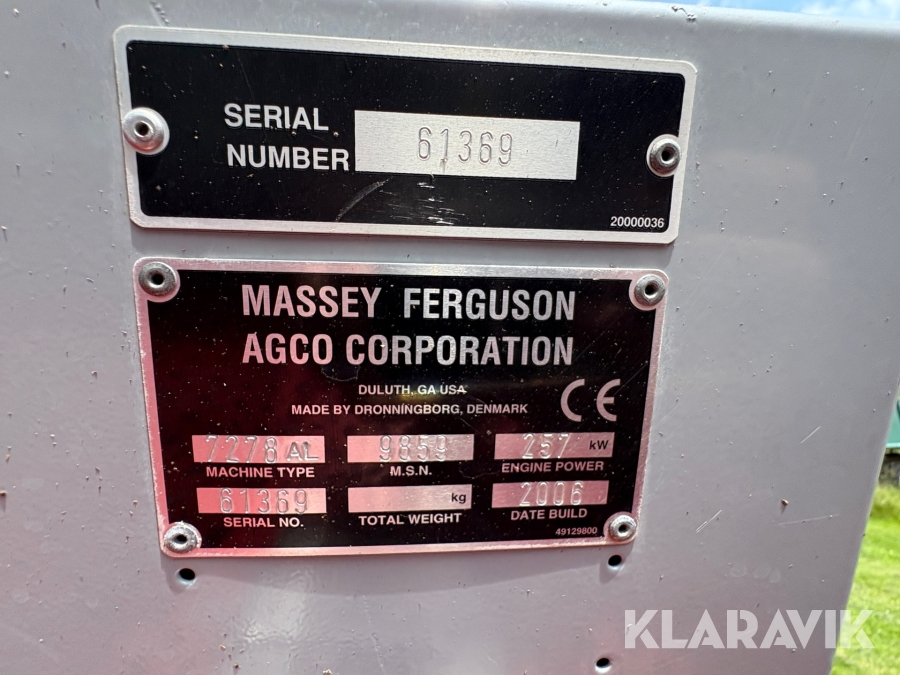 SERIAL
NUMBER 61369
20000036
MASSEY FERGUSON
AGCO CORPORATION
DULUTH, GA USA
MADE BY DRONNINGBORG, DENMARK
CE
7278 AL 9859 257 kW
MACHINE TYPE M.S.N. ENGINE POWER
61369 kg 2006
SERIAL NO. TOTAL WEIGHT DATE BUILD
49129800
KLARAVIK